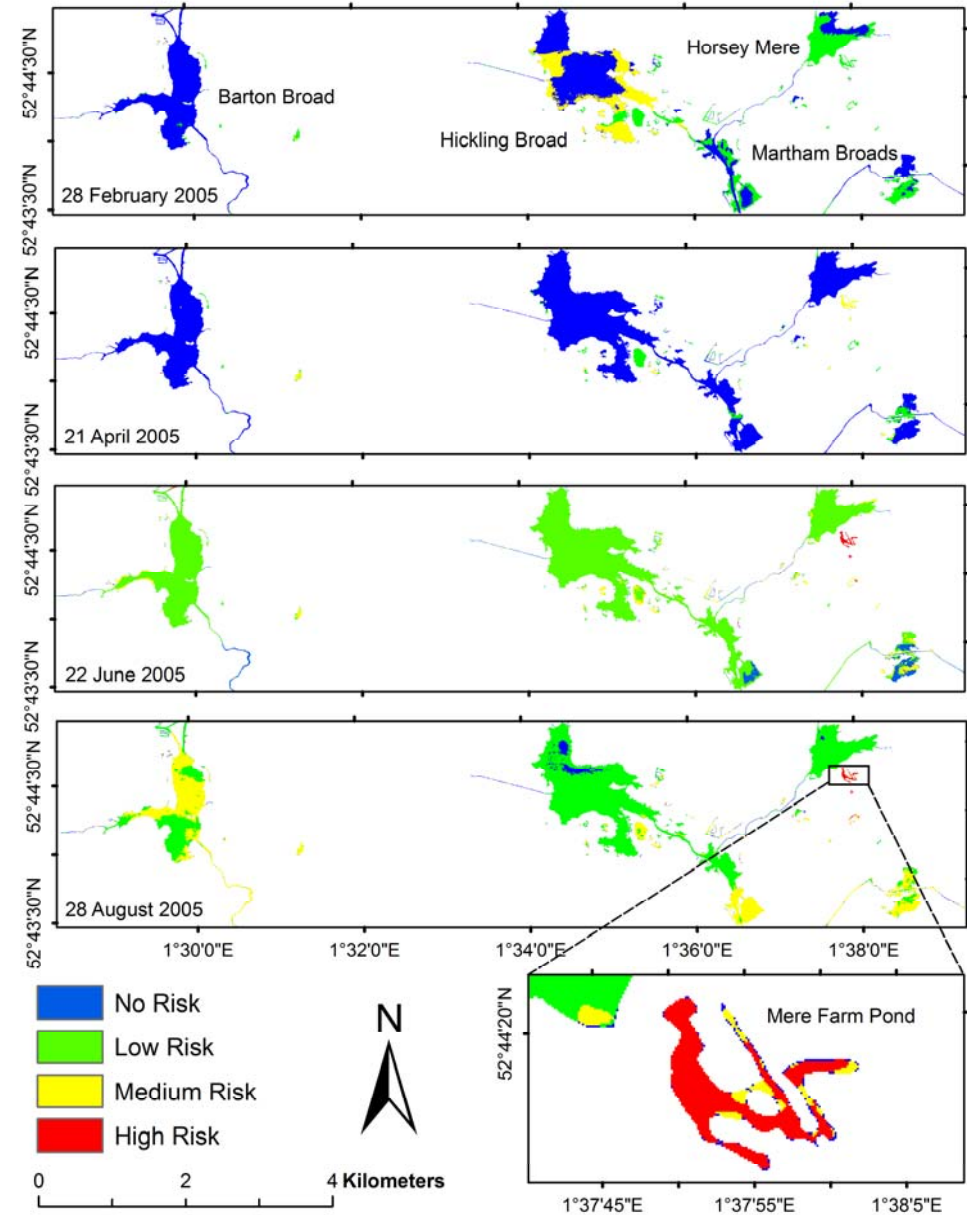 52°44'30"N
52°43'30"N
Barton Broad
Hickling Broad
Horsey Mere
Martham Broads
28 February 2005
52°44'30"N
52°43'30"N
21 April 2005
52°44'30"N
52°43'30"N
22 June 2005
52°44'30"N
52°43'30"N
28 August 2005
1°30'0"E
1°32'0"E
1°34'0"E
1°36'0"E
1°38'0"E
No Risk
Low Risk
Medium Risk
High Risk
N
0
2
4 Kilometers
52°44'20"N
Mere Farm Pond
1°37'45"E
1°37'55"E
1°38'5"E